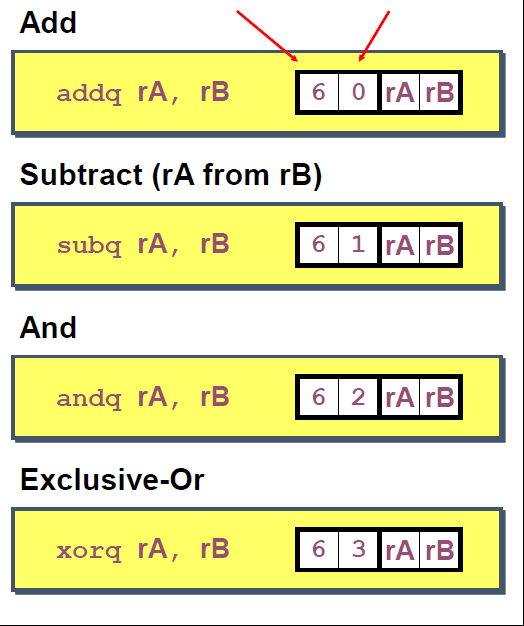 Add
addq rA, rB 6 0 rA rB
Subtract (rA from rB)
subq rA, rB 6 1 rA rB
And
andq rA, rB 6 2 rA rB
Exclusive-Or
xorq rA, rB 6 3 rA rB